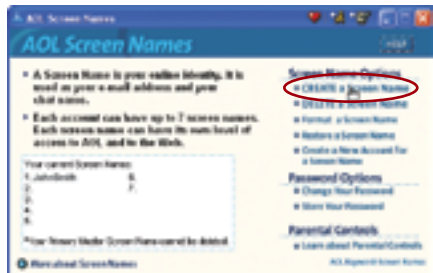 AOL Screen Names
AOL Screen Names
HELP
• A Screen Name is your online identity. It is
used as your e-mail address and your
chat name.
• Each account can have up to 7 screen names.
Each screen name can have its own level of
access to AOL and to the Web.
Your current Screen Names:
1. JohnSmith 6.
2. 7.
3.
4.
5.
*Your Primary Master Screen Name cannot be deleted.
More about Screen Names
Screen Name Options
• CREATE a Screen Name
• DELETE a Screen Name
• Format a Screen Name
• Restore a Screen Name
• Create a New Account for
a Screen Name
Password Options
• Change Your Password
• Store Your Password
Parental Controls
• Learn about Parental Controls
AOL Keyword: Screen Names